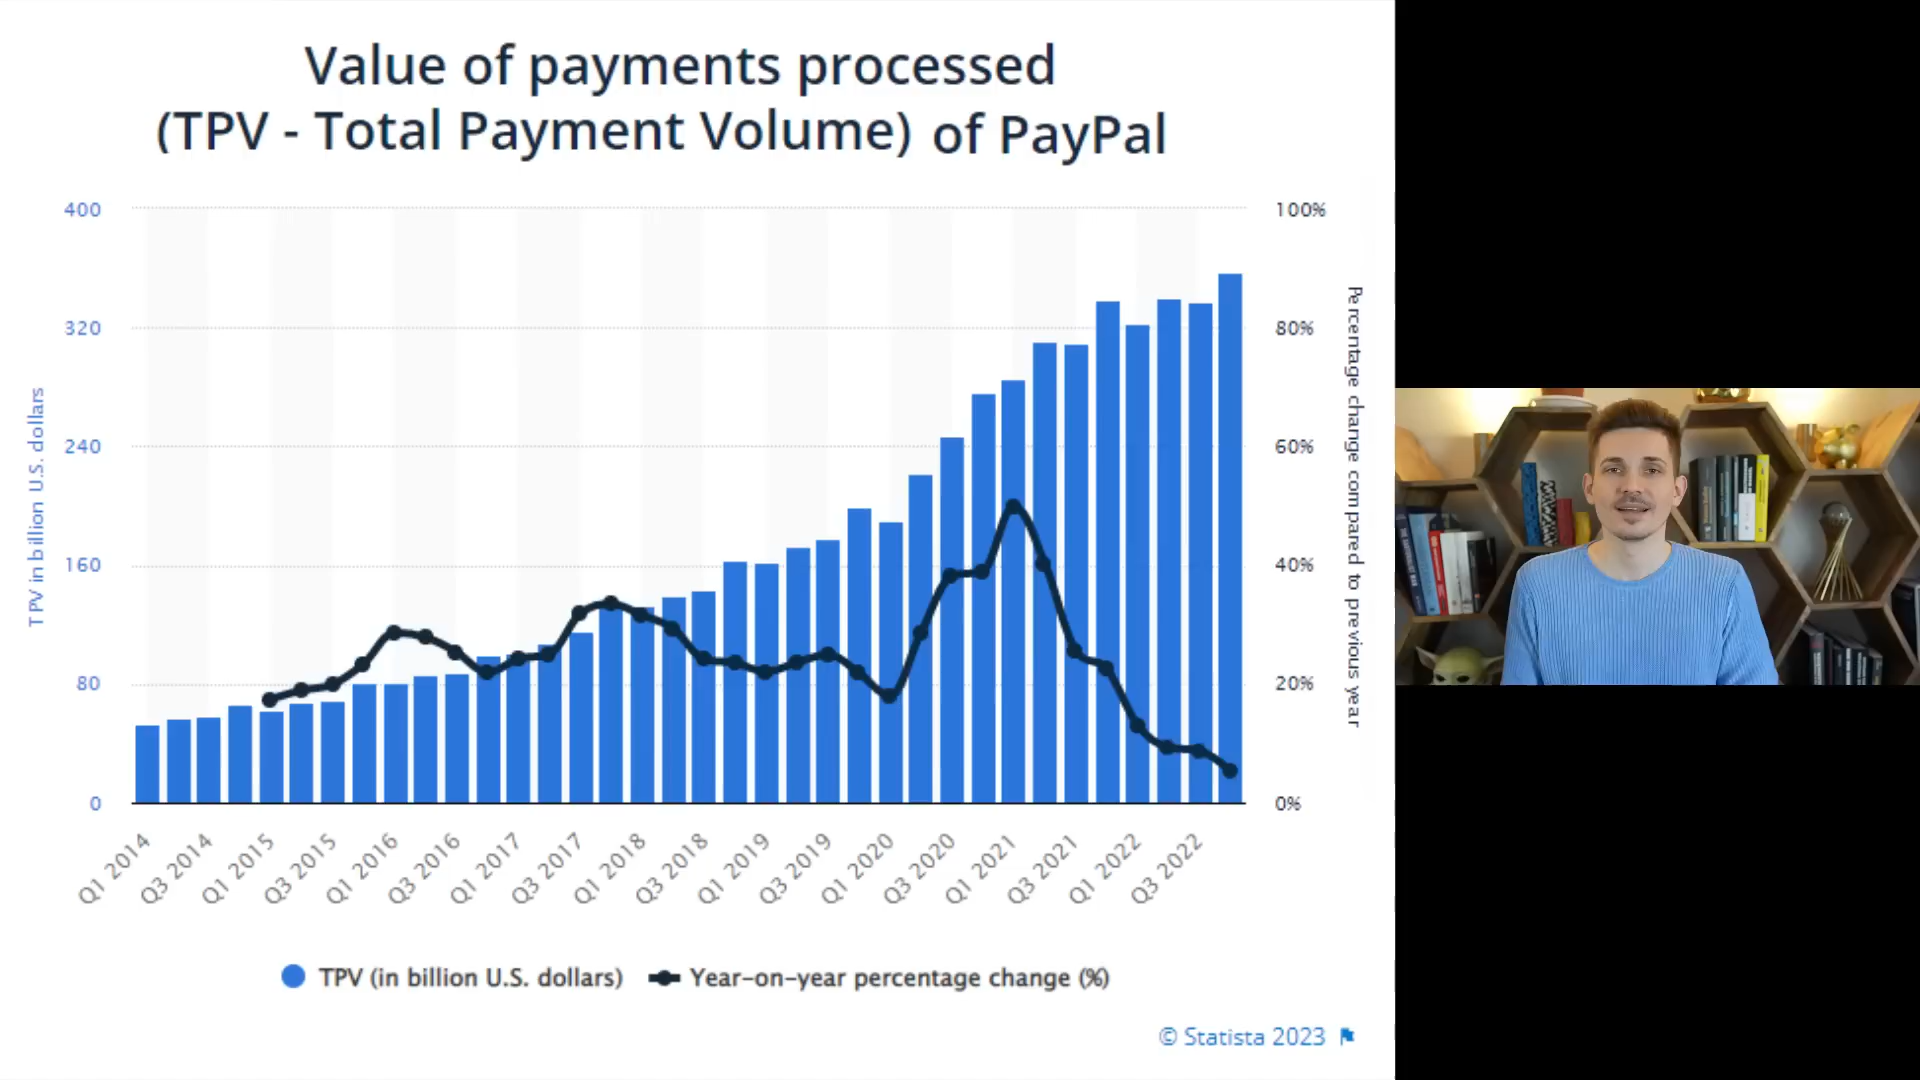 Value of payments processed
(TPV - Total Payment Volume) of PayPal
400
320
240
160
80
0
TPV in billion U.S. dollars
100%
80%
60%
40%
20%
0%
Percentage change compared to previous year
Q1 2014
Q3 2014
Q1 2015
Q3 2015
Q1 2016
Q3 2016
Q1 2017
Q3 2017
Q1 2018
Q3 2018
Q1 2019
Q3 2019
Q1 2020
Q3 2020
Q1 2021
Q3 2021
Q1 2022
Q3 2022
TPV (in billion U.S. dollars)
Year-on-year percentage change (%)
© Statista 2023